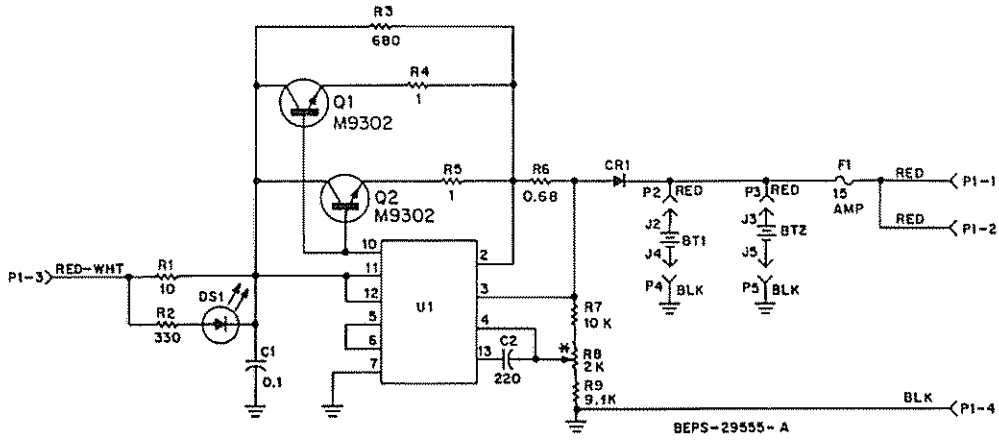 R3
680
R4
1
Q1
M9302
R5
1
R6
0.68
CR1
F1
15
AMP
RED
P1-1
RED
P1-2
P2
RED
J2
BT1
J4
P4
BLK
P3
RED
J3
BT2
J5
P5
BLK
Q2
M9302
10
11
12
5
6
7
U1
2
3
4
13
C2
220
P1-3
RED-WHT
R1
10
R2
330
DS1
C1
0.1
R7
10 K
*
R8
2K
R9
9.1K
BLK
P1-4
BEPS-29555-A